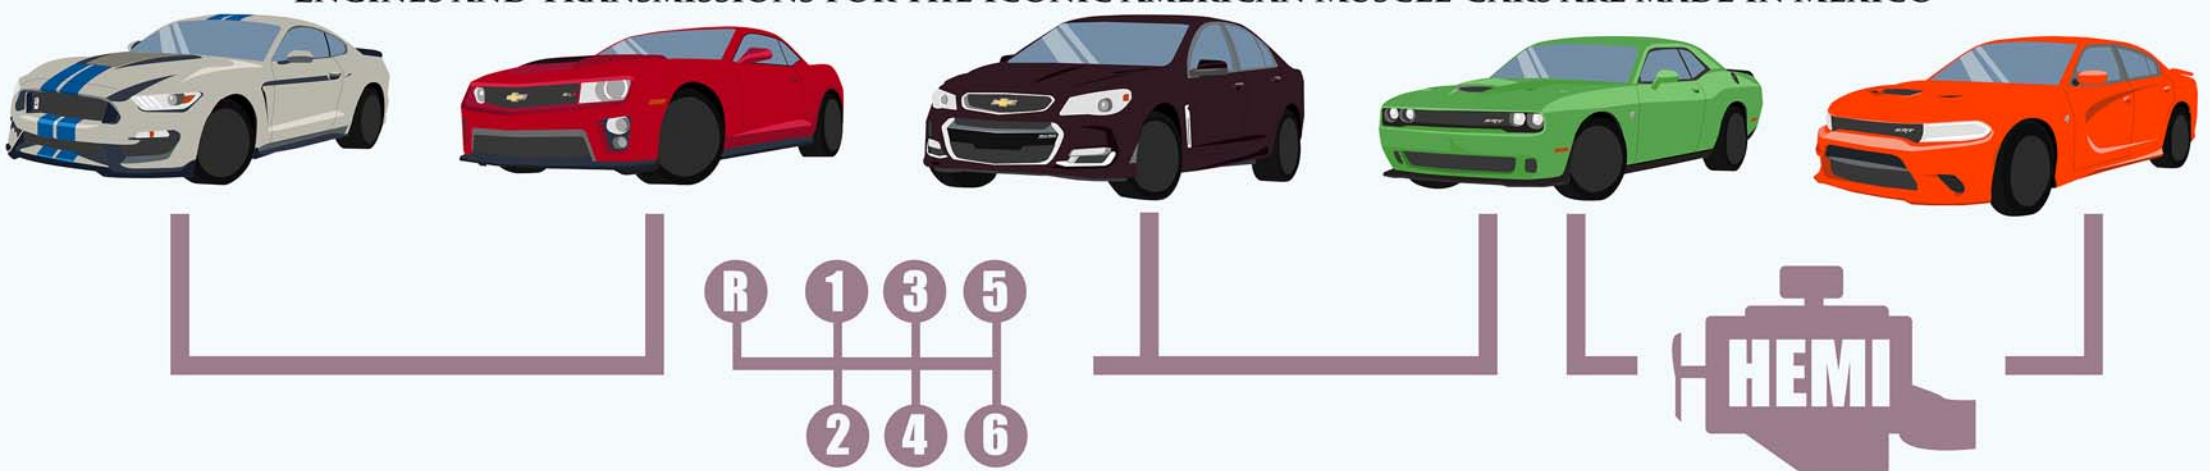 ENGINES AND TRANSMISSIONS FOR THE ICONIC AMERICAN MUSCLE CARS ARE MADE IN MEXICO
R 1 3 5
2 4 6
HEMI